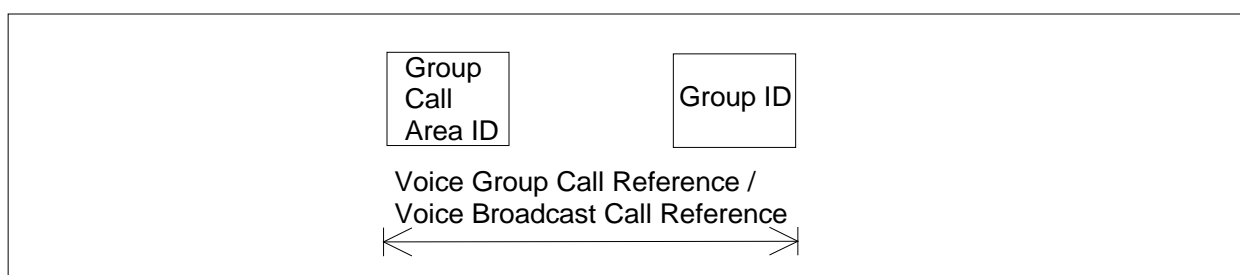 Group
Call
Area ID
Group ID
Voice Group Call Reference /
Voice Broadcast Call Reference